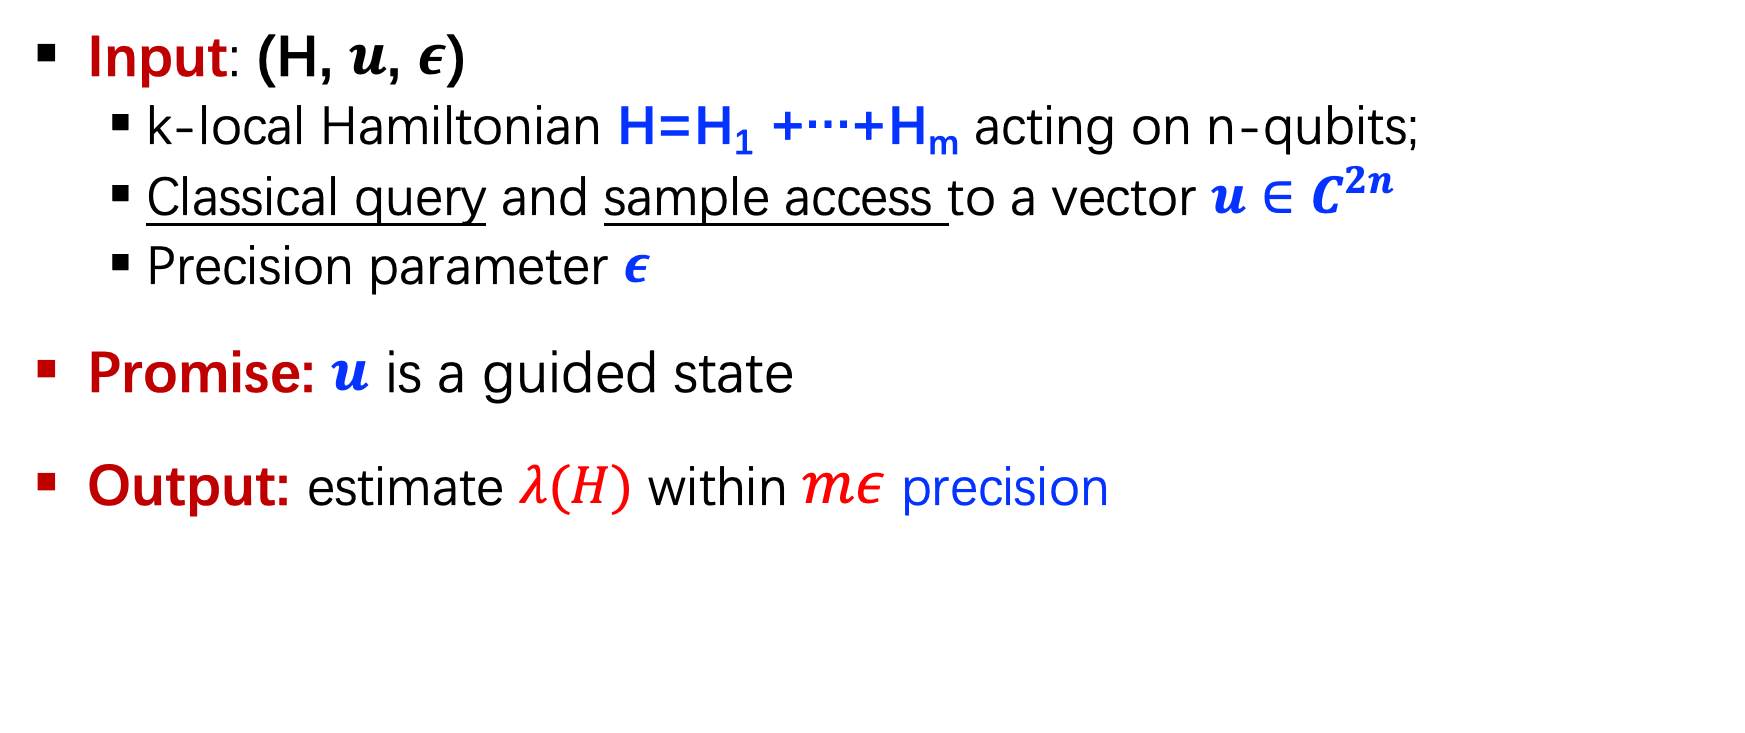 ▪ Input: (H, 𝒖, 𝝐)
▪ k-local Hamiltonian H=H₁ +⋯+Hₘ acting on n-qubits;
▪ Classical query and sample access to a vector 𝒖 ∈ 𝑪²ⁿ
▪ Precision parameter 𝝐
▪ Promise: 𝒖 is a guided state
▪ Output: estimate 𝜆(𝐻) within 𝑚𝜖 precision